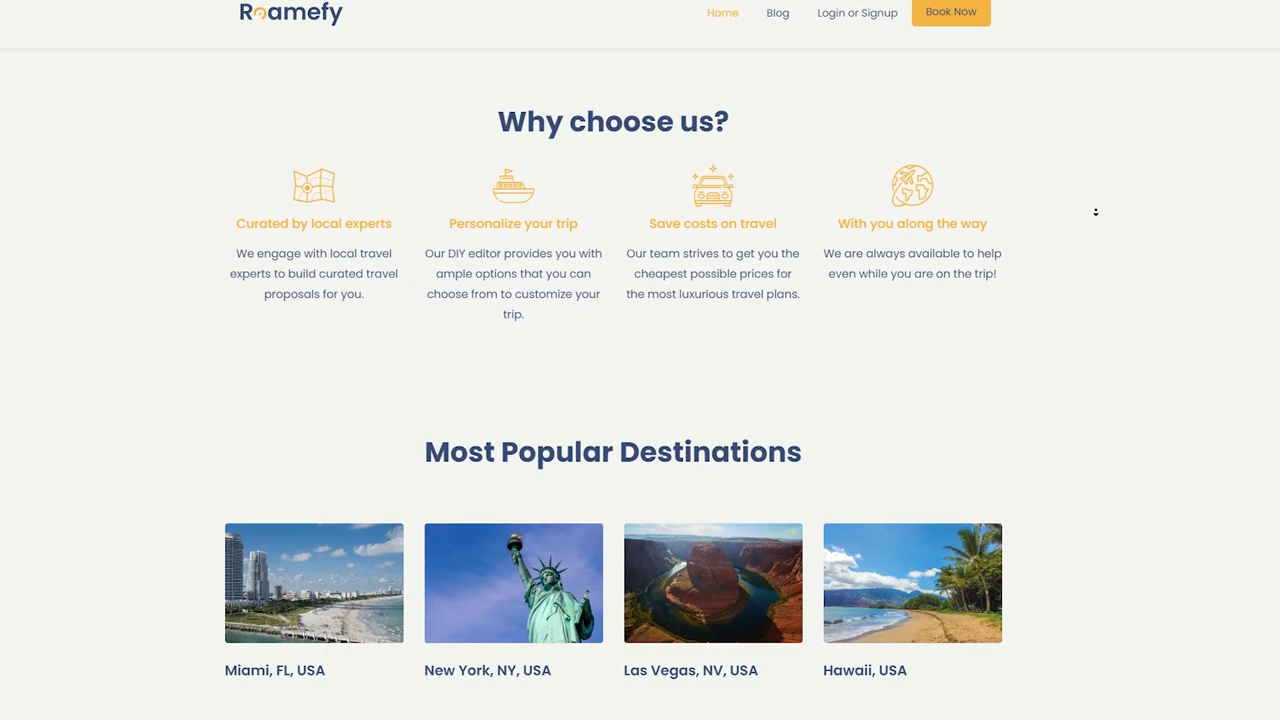 Roamefy
Home
Blog
Login or Signup
Book Now
Why choose us?
Curated by local experts
We engage with local travel
experts to build curated travel
proposals for you.
Personalize your trip
Our DIY editor provides you with
ample options that you can
choose from to customize your
trip.
Save costs on travel
Our team strives to get you the
cheapest possible prices for
the most luxurious travel plans.
With you along the way
We are always available to help
even while you are on the trip!
Most Popular Destinations
Miami, FL, USA
New York, NY, USA
Las Vegas, NV, USA
Hawaii, USA